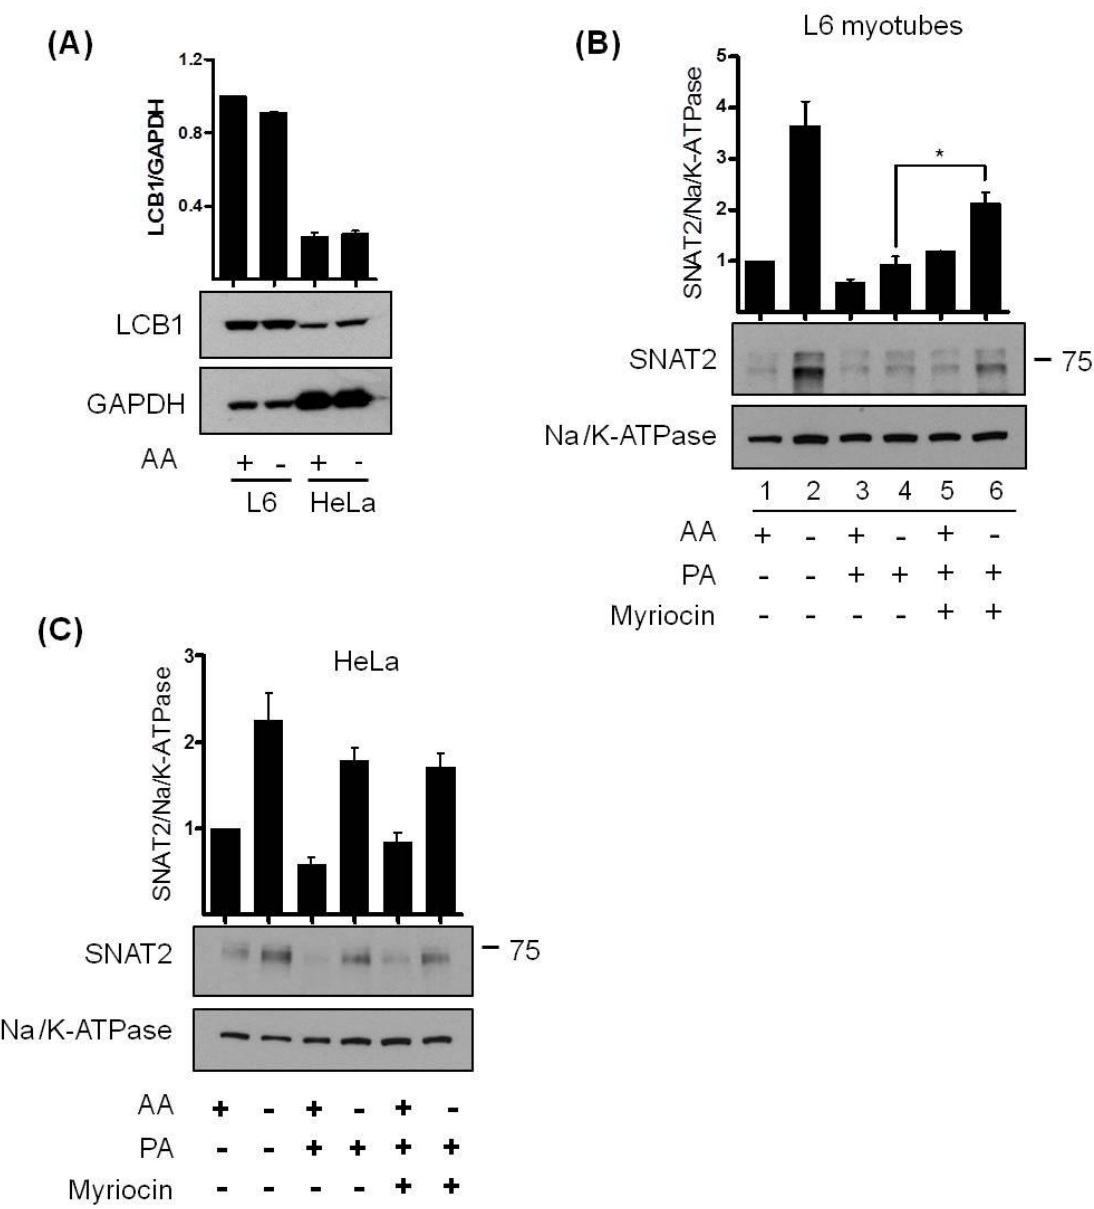 (A)
1.2
0.8
0.4
LCB1/GAPDH
LCB1
GAPDH
AA + - + -
L6 HeLa
(B)
L6 myotubes
5
4
3
2
1
SNAT2/Na/K-ATPase
*
SNAT2 – 75
Na/K-ATPase
1 2 3 4 5 6
AA + - + - + -
PA - - + + + +
Myriocin - - - - + +
(C)
HeLa
3
2
1
SNAT2/Na/K-ATPase
SNAT2 – 75
Na/K-ATPase
AA + - + - + -
PA - - + + + +
Myriocin - - - - + +